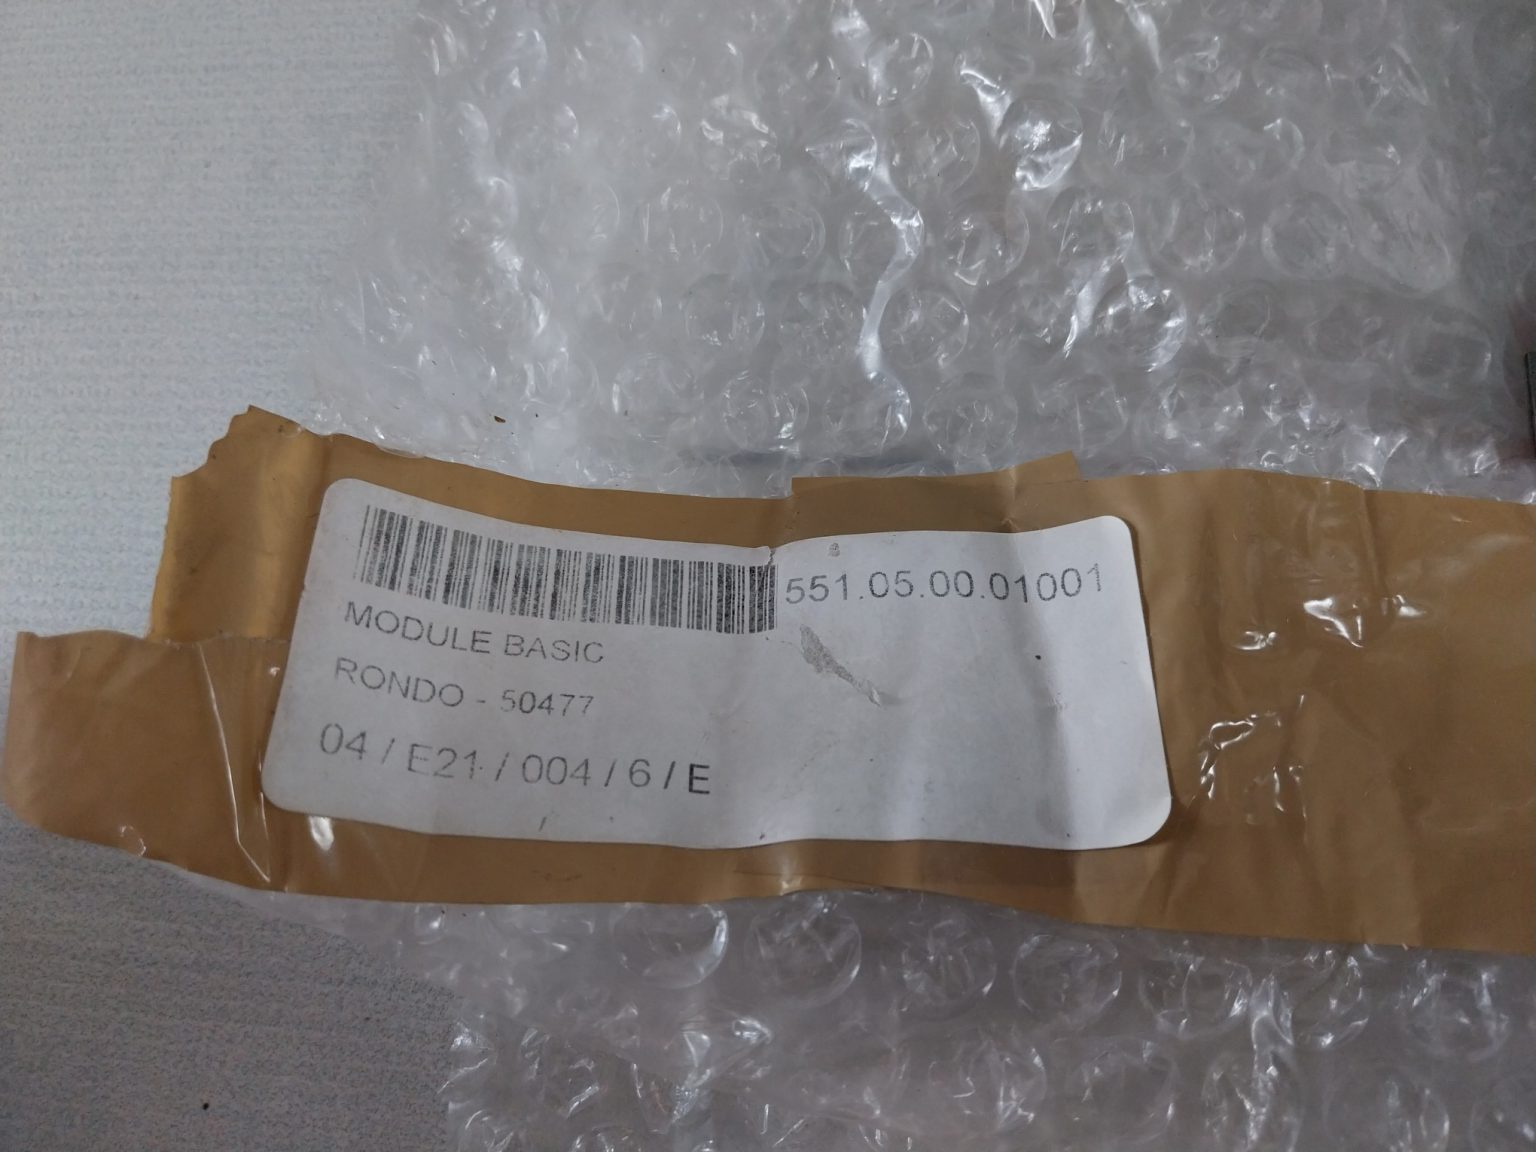 551.05.00.01001
MODULE BASIC
RONDO - 50477
04 / E21 / 004 / 6 / E